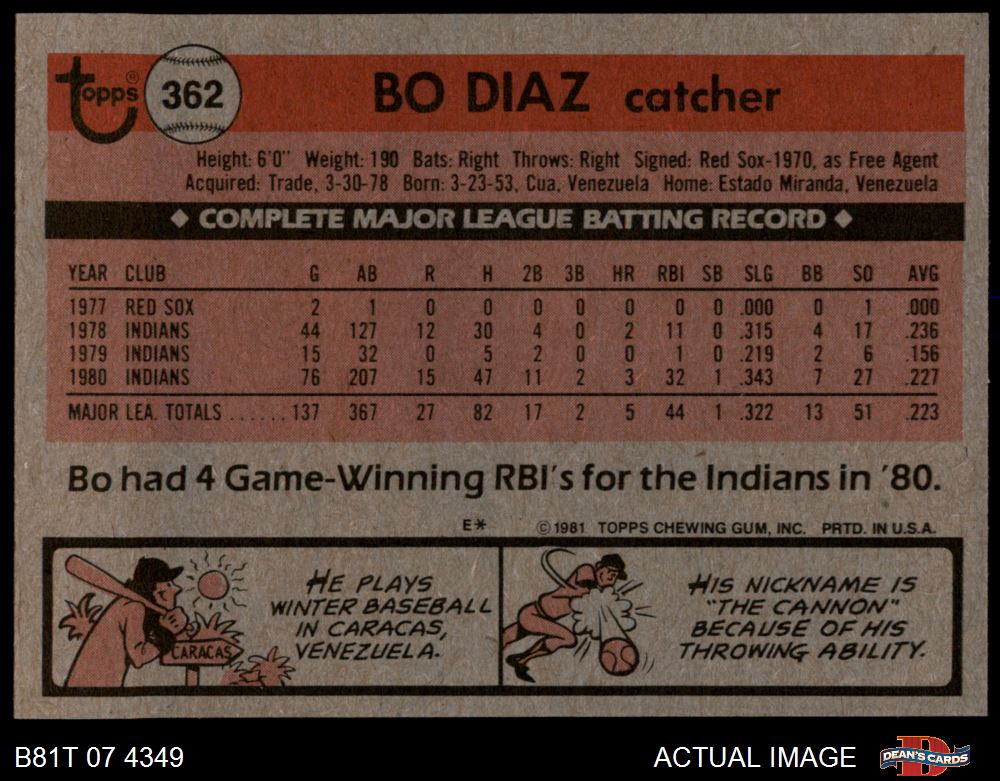 Topps® 362 BO DIAZ catcher
Height: 6'0" Weight: 190 Bats: Right Throws: Right Signed: Red Sox-1970, as Free Agent
Acquired: Trade, 3-30-78 Born: 3-23-53, Cua, Venezuela Home: Estado Miranda, Venezuela
◆ COMPLETE MAJOR LEAGUE BATTING RECORD ◆
YEAR CLUB G AB R H 2B 3B HR RBI SB SLG BB SO AVG
1977 RED SOX 2 1 0 0 0 0 0 0 0 .000 0 1 .000
1978 INDIANS 44 127 12 30 4 0 2 11 0 .315 4 17 .236
1979 INDIANS 15 32 0 5 2 0 0 1 0 .219 2 6 .156
1980 INDIANS 76 207 15 47 11 2 3 32 1 .343 7 27 .227
MAJOR LEA. TOTALS ...... 137 367 27 82 17 2 5 44 1 .322 13 51 .223
Bo had 4 Game-Winning RBI's for the Indians in '80.
E* ©1981 TOPPS CHEWING GUM, INC. PRTD. IN U.S.A.
HE PLAYS
WINTER BASEBALL
IN CARACAS,
VENEZUELA.
CARACAS
HIS NICKNAME IS
"THE CANNON"
BECAUSE OF HIS
THROWING ABILITY.
B81T 07 4349 ACTUAL IMAGE DEAN'S CARDS